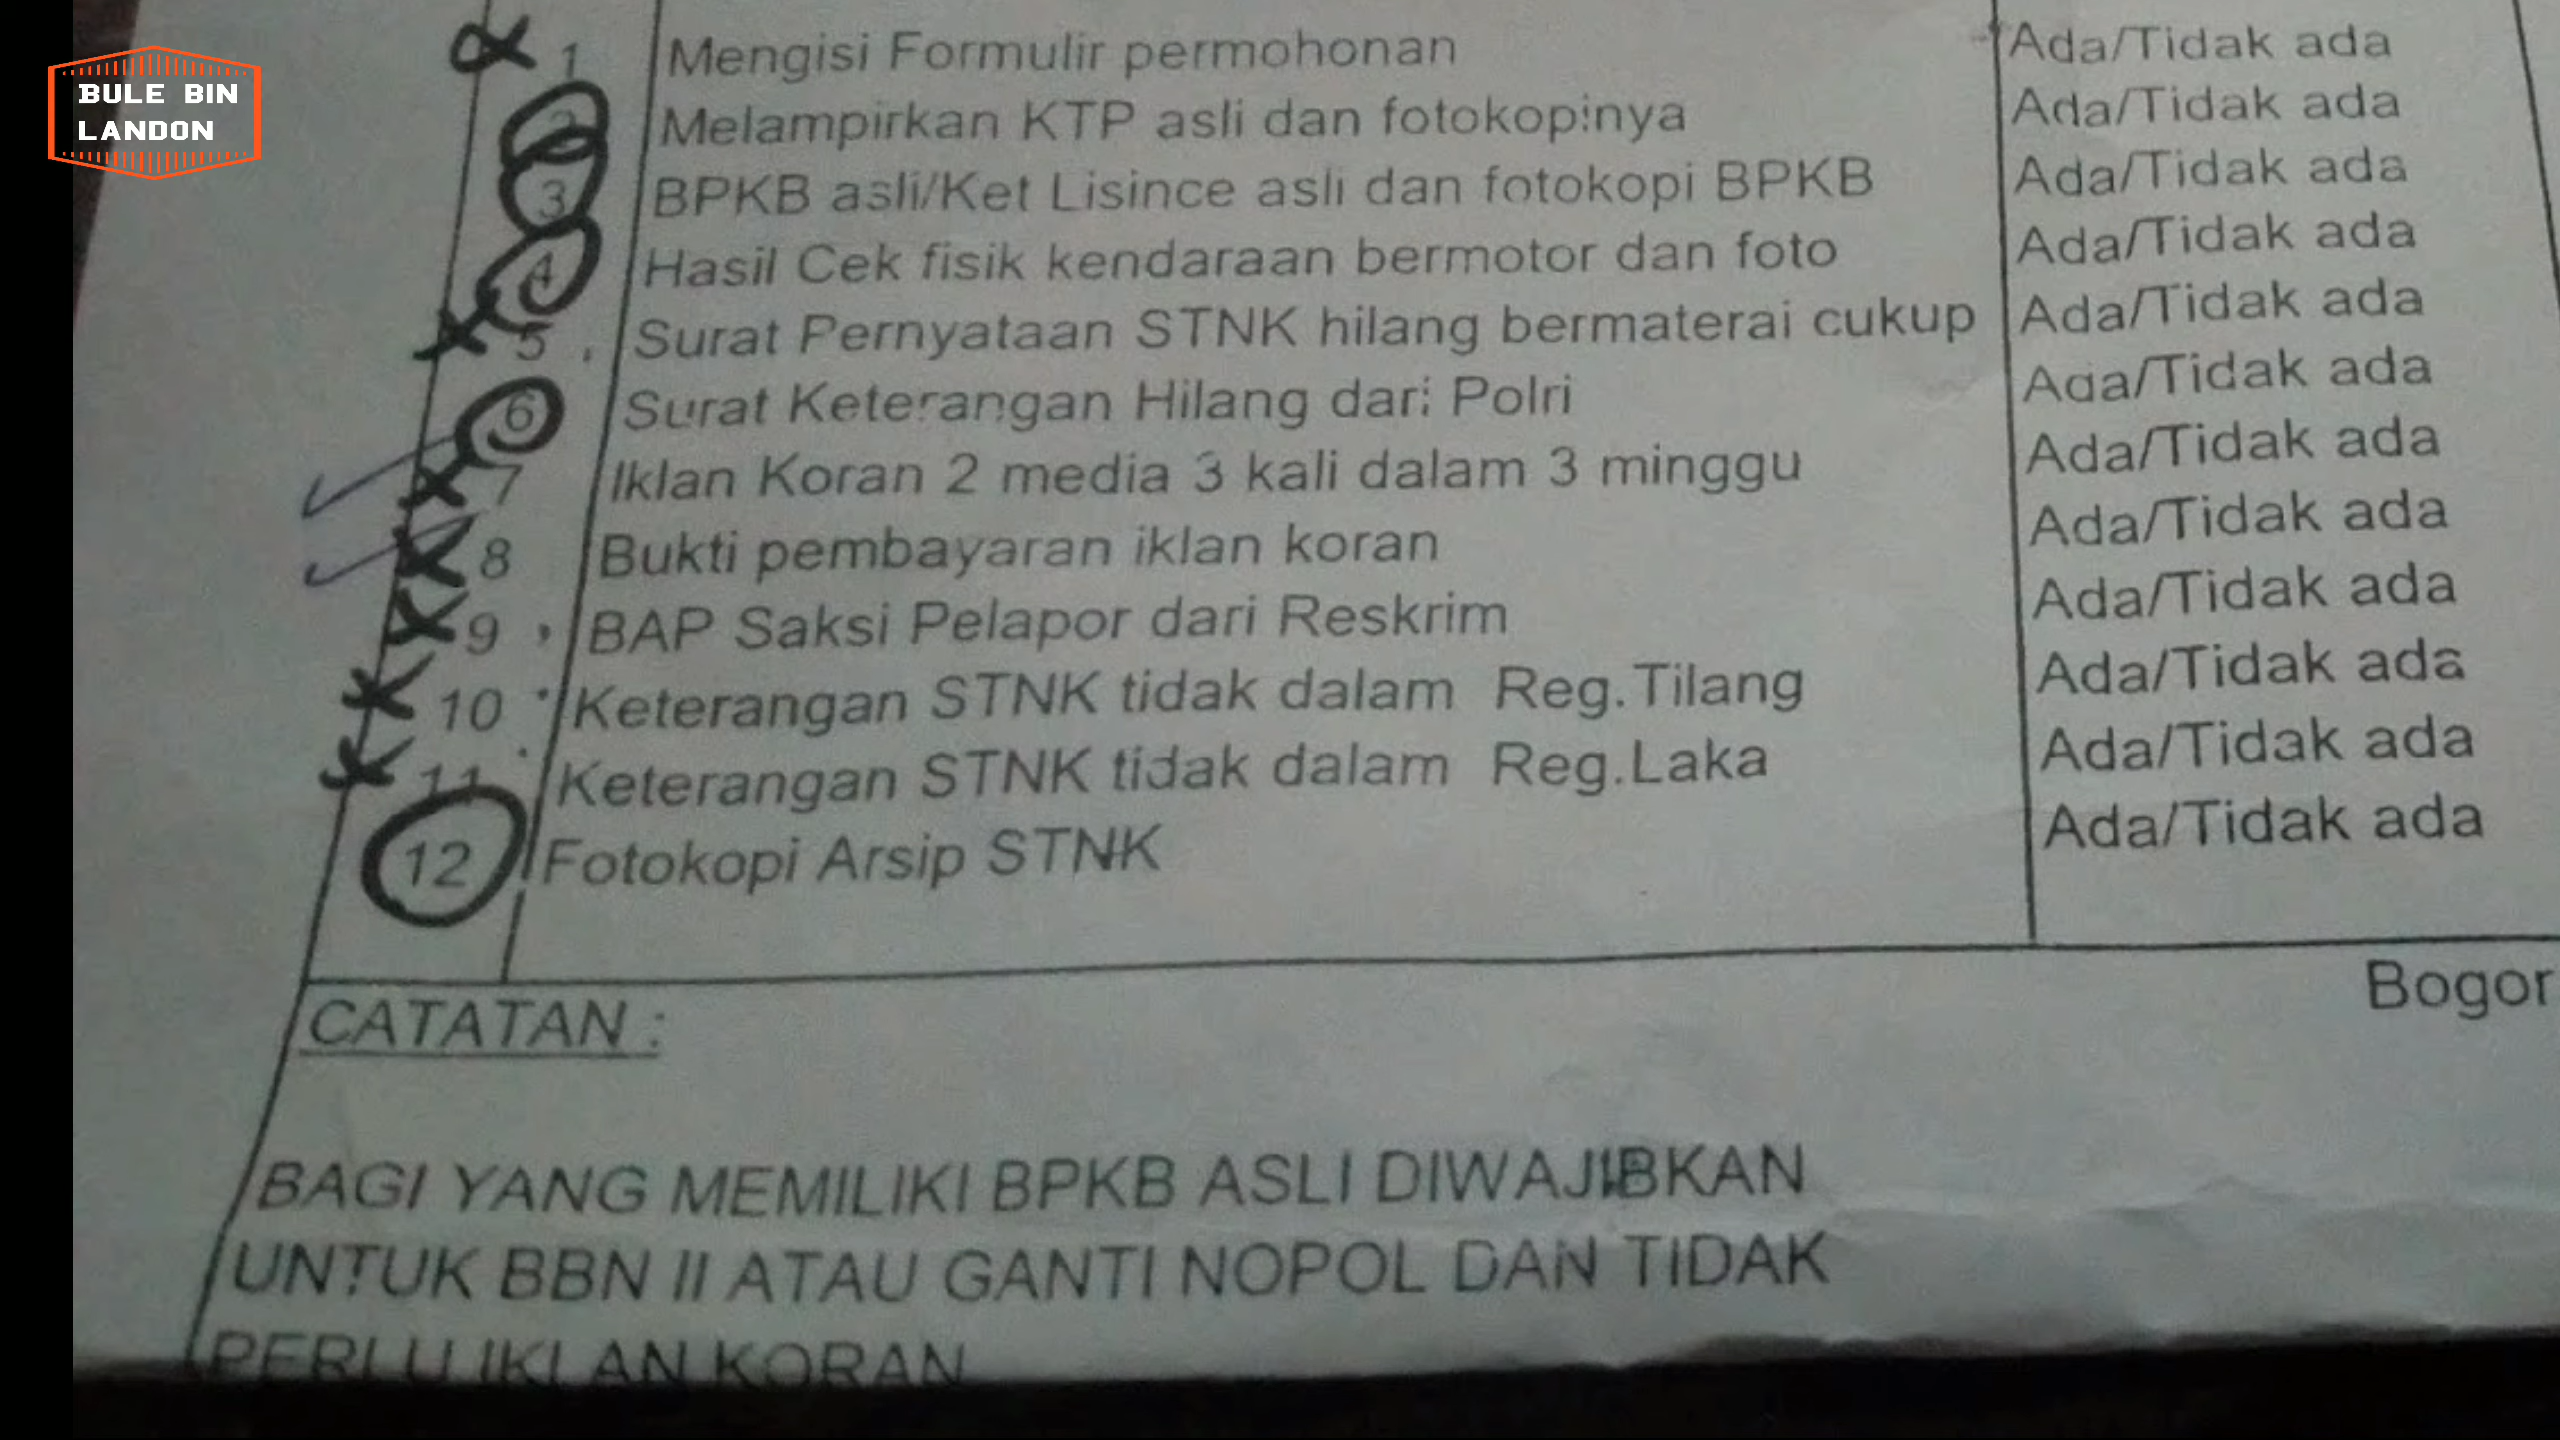 BULE BIN
LANDON
1 Mengisi Formulir permohonan Ada/Tidak ada
2 Melampirkan KTP asli dan fotokopinya Ada/Tidak ada
3 BPKB asli/Ket Lisince asli dan fotokopi BPKB Ada/Tidak ada
4 Hasil Cek fisik kendaraan bermotor dan foto Ada/Tidak ada
5 Surat Pernyataan STNK hilang bermaterai cukup Ada/Tidak ada
6 Surat Keterangan Hilang dari Polri Ada/Tidak ada
7 Iklan Koran 2 media 3 kali dalam 3 minggu Ada/Tidak ada
8 Bukti pembayaran iklan koran Ada/Tidak ada
9 BAP Saksi Pelapor dari Reskrim Ada/Tidak ada
10 Keterangan STNK tidak dalam Reg.Tilang Ada/Tidak ada
11 Keterangan STNK tidak dalam Reg.Laka Ada/Tidak ada
12 Fotokopi Arsip STNK Ada/Tidak ada
Bogor
CATATAN :
BAGI YANG MEMILIKI BPKB ASLI DIWAJIBKAN
UNTUK BBN II ATAU GANTI NOPOL DAN TIDAK
PERLU IKLAN KORAN